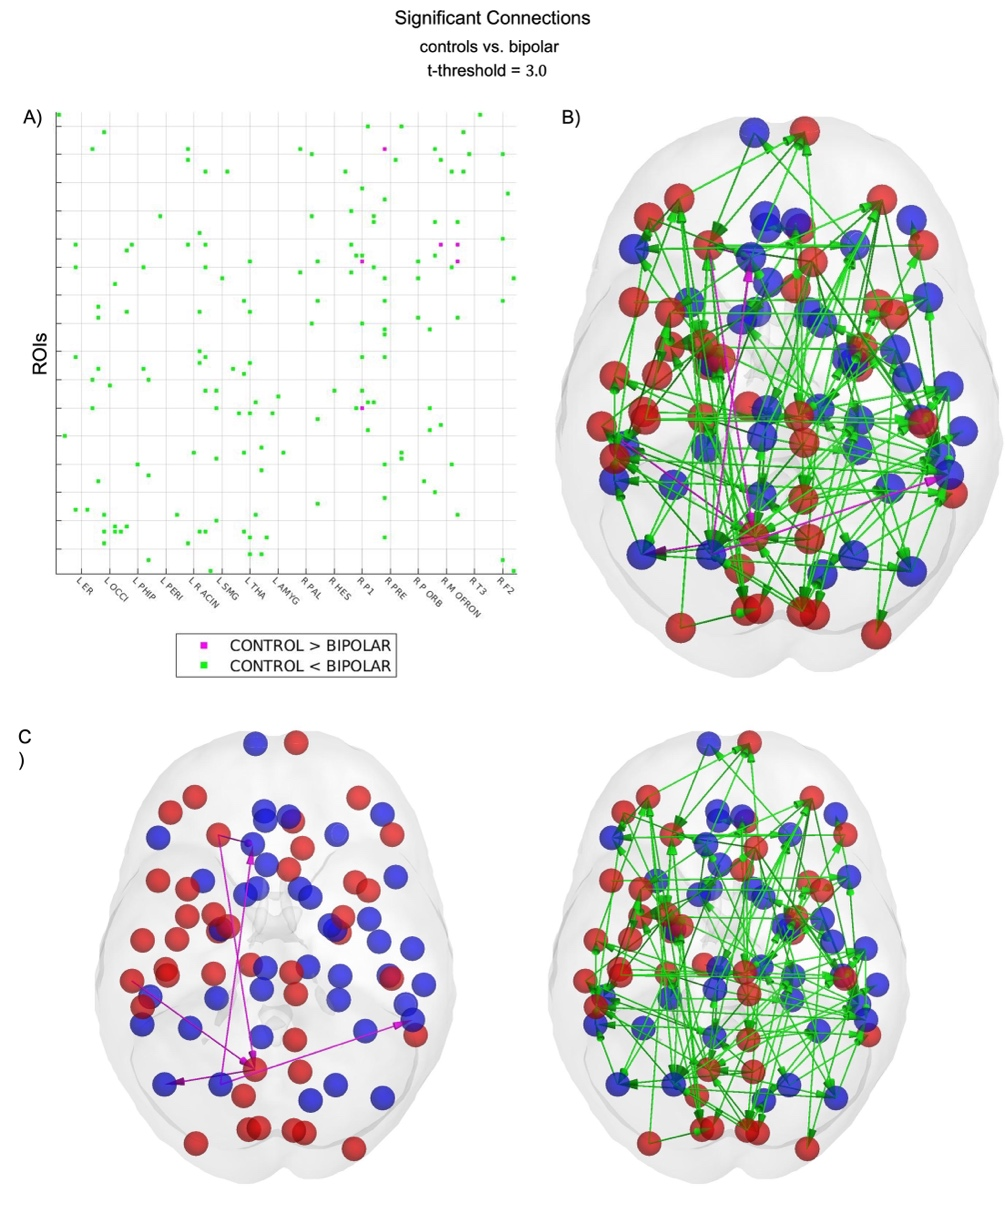 Significant Connections
controls vs. bipolar
t-threshold = 3.0
A)
B)
ROIs
L ER
L OCCI
L PHIP
L PERI
L R ACIN
L SMG
L THA
L AMYG
R PAL
R HES
R P1
R PRE
R P ORB
R M OFRON
R T3
R F2
CONTROL > BIPOLAR
CONTROL < BIPOLAR
C
)